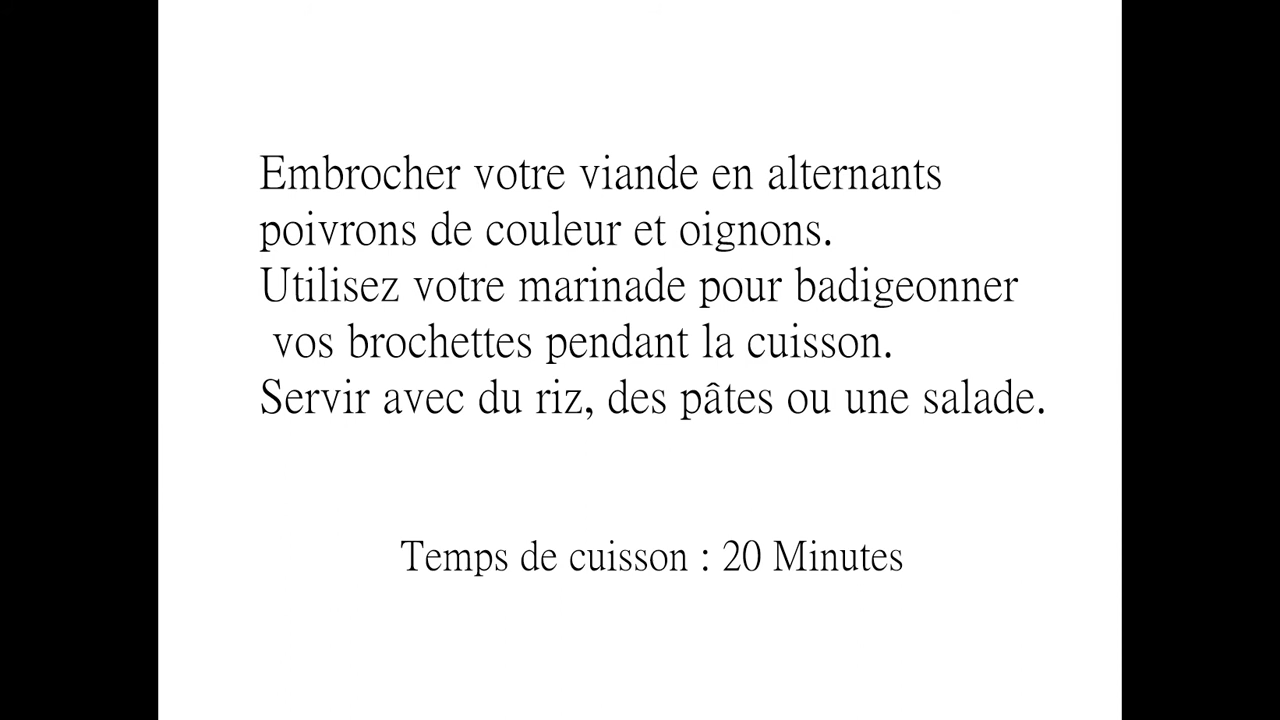 Embrocher votre viande en alternants
poivrons de couleur et oignons.
Utilisez votre marinade pour badigeonner
vos brochettes pendant la cuisson.
Servir avec du riz, des pâtes ou une salade.
Temps de cuisson : 20 Minutes